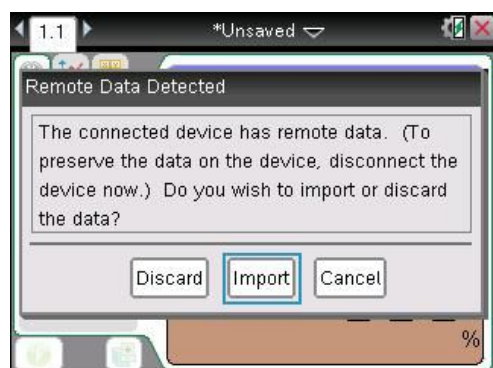 1.1
*Unsaved
Remote Data Detected
The connected device has remote data. (To
preserve the data on the device, disconnect the
device now.) Do you wish to import or discard
the data?
Discard Import Cancel
%